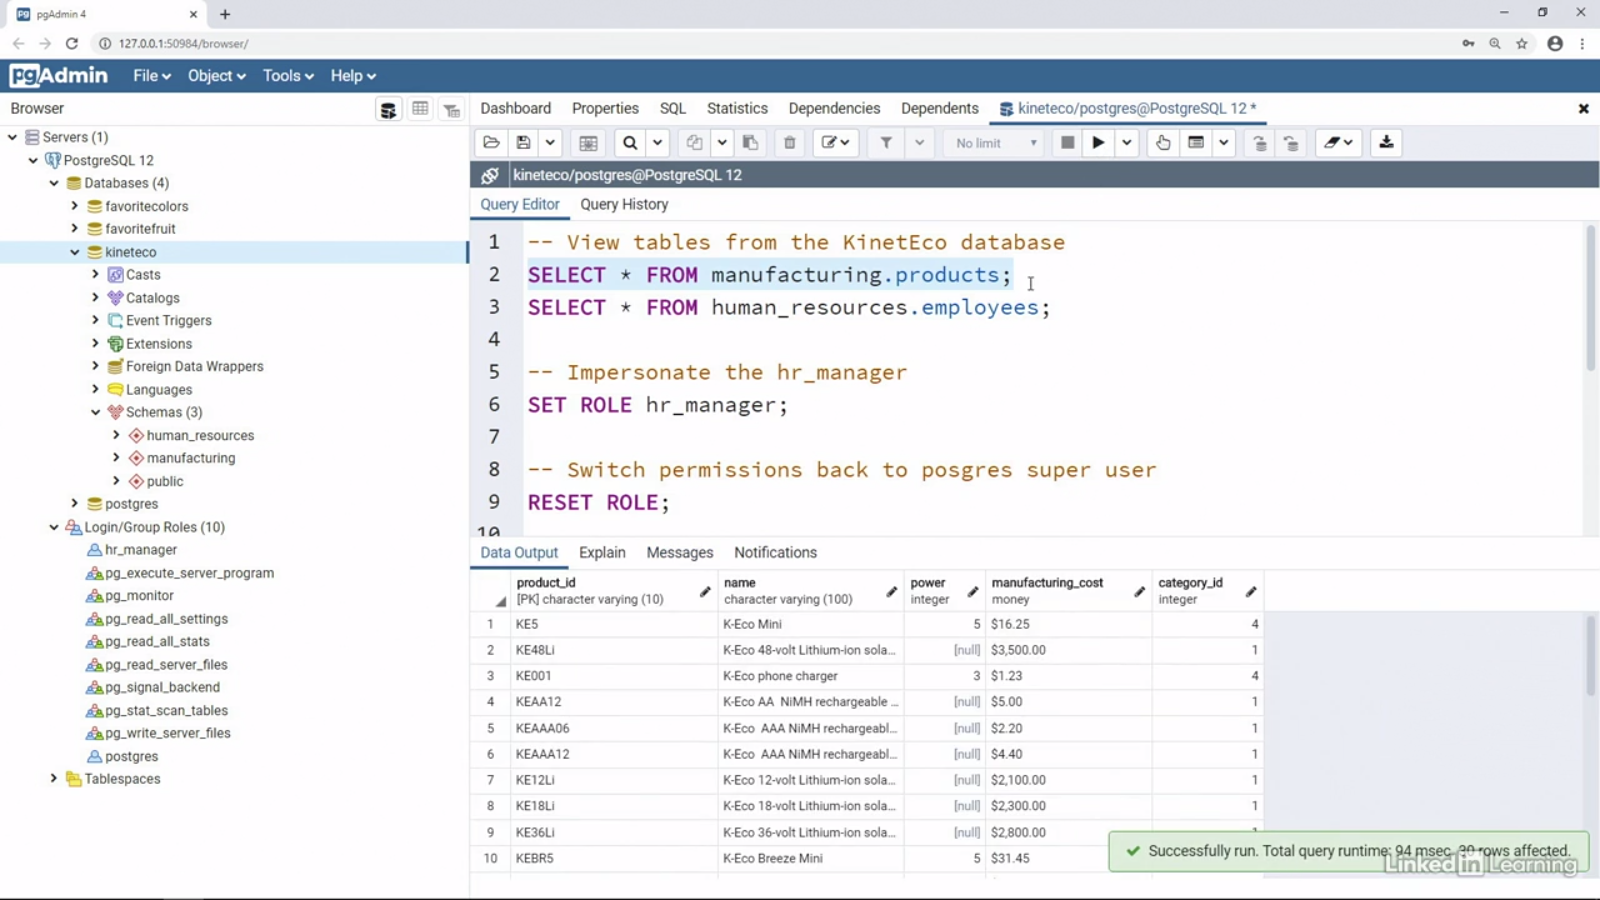 pgAdmin 4
127.0.0.1:50984/browser/
pgAdmin File Object Tools Help
Browser
Servers (1)
PostgreSQL 12
Databases (4)
favoritecolors
favoritefruit
kineteco
Casts
Catalogs
Event Triggers
Extensions
Foreign Data Wrappers
Languages
Schemas (3)
human_resources
manufacturing
public
postgres
Login/Group Roles (10)
hr_manager
pg_execute_server_program
pg_monitor
pg_read_all_settings
pg_read_all_stats
pg_read_server_files
pg_signal_backend
pg_stat_scan_tables
pg_write_server_files
postgres
Tablespaces
Dashboard Properties SQL Statistics Dependencies Dependents kineteco/postgres@PostgreSQL 12 *
No limit
kineteco/postgres@PostgreSQL 12
Query Editor Query History
1 -- View tables from the KinetEco database
2 SELECT * FROM manufacturing.products;
3 SELECT * FROM human_resources.employees;
4
5 -- Impersonate the hr_manager
6 SET ROLE hr_manager;
7
8 -- Switch permissions back to posgres super user
9 RESET ROLE;
10
Data Output Explain Messages Notifications
product_id name power manufacturing_cost category_id
[PK] character varying (10) character varying (100) integer money integer
1 KE5 K-Eco Mini 5 $16.25 4
2 KE48Li K-Eco 48-volt Lithium-ion sola... [null] $3,500.00 1
3 KE001 K-Eco phone charger 3 $1.23 4
4 KEAA12 K-Eco AA NiMH rechargeable ... [null] $5.00 1
5 KEAAA06 K-Eco AAA NiMH rechargeabl... [null] $2.20 1
6 KEAAA12 K-Eco AAA NiMH rechargeabl... [null] $4.40 1
7 KE12Li K-Eco 12-volt Lithium-ion sola... [null] $2,100.00 1
8 KE18Li K-Eco 18-volt Lithium-ion sola... [null] $2,300.00 1
9 KE36Li K-Eco 36-volt Lithium-ion sola... [null] $2,800.00 1
10 KEBR5 K-Eco Breeze Mini 5 $31.45
Successfully run. Total query runtime: 94 msec. 30 rows affected.
Linked in Learning